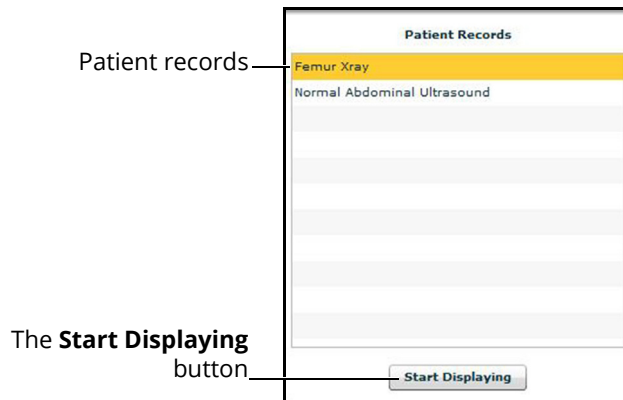 Patient Records
Patient records
Femur Xray
Normal Abdominal Ultrasound
The Start Displaying
button
Start Displaying